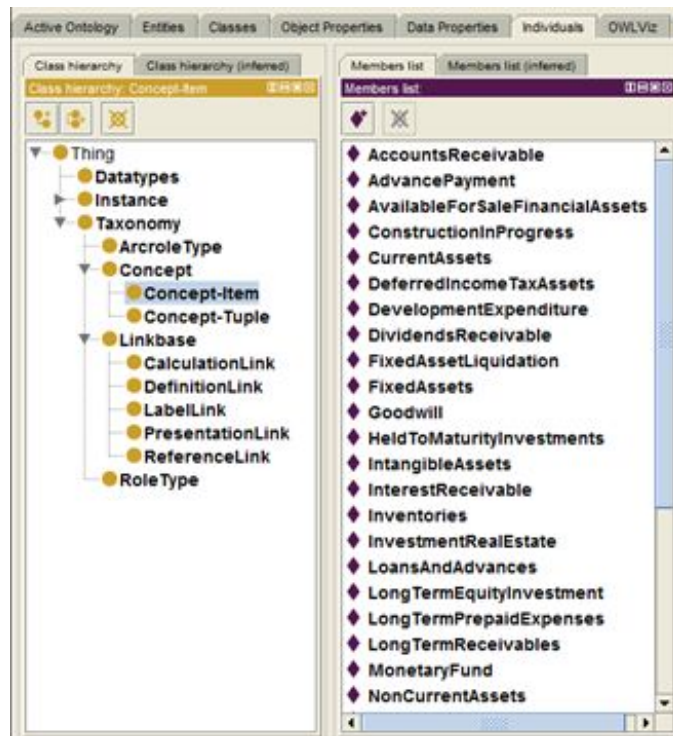 Active Ontology Entities Classes Object Properties Data Properties Individuals OWLViz
Class hierarchy Class hierarchy (inferred)
Class hierarchy: Concept-Item
Thing
Datatypes
Instance
Taxonomy
ArcroleType
Concept
Concept-Item
Concept-Tuple
Linkbase
CalculationLink
DefinitionLink
LabelLink
PresentationLink
ReferenceLink
RoleType
Members list Members list (inferred)
Members list:
AccountsReceivable
AdvancePayment
AvailableForSaleFinancialAssets
ConstructionInProgress
CurrentAssets
DeferredIncomeTaxAssets
DevelopmentExpenditure
DividendsReceivable
FixedAssetLiquidation
FixedAssets
Goodwill
HeldToMaturityInvestments
IntangibleAssets
InterestReceivable
Inventories
InvestmentRealEstate
LoansAndAdvances
LongTermEquityInvestment
LongTermPrepaidExpenses
LongTermReceivables
MonetaryFund
NonCurrentAssets